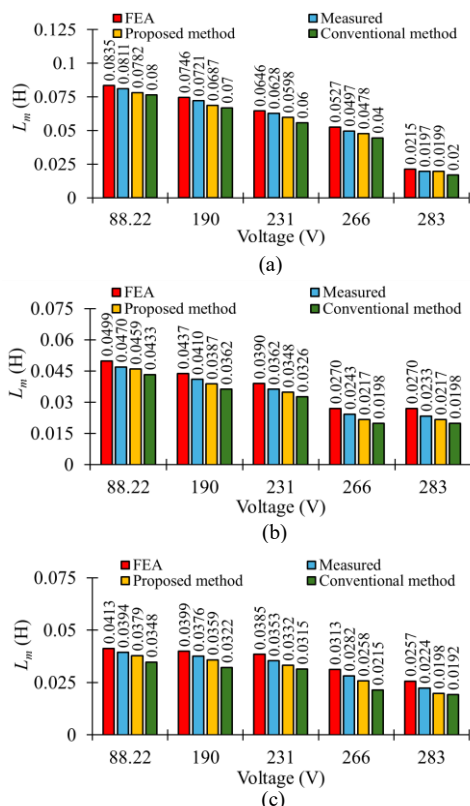 FEA
Measured
Proposed method
Conventional method
0.125
0.1
0.075
0.05
0.025
0
Lm (H)
0.0835 0.0811 0.0782 0.08
0.0746 0.0721 0.0687 0.07
0.0646 0.0628 0.0598 0.06
0.0527 0.0497 0.0478 0.04
0.0215 0.0197 0.0199 0.02
88.22 190 231 266 283
Voltage (V)
(a)
FEA
Measured
Proposed method
Conventional method
0.075
0.06
0.045
0.03
0.015
0
Lm (H)
0.0499 0.0470 0.0459 0.0433
0.0437 0.0410 0.0387 0.0362
0.0390 0.0362 0.0348 0.0326
0.0270 0.0243 0.0217 0.0198
0.0270 0.0233 0.0217 0.0198
88.22 190 231 266 283
Voltage (V)
(b)
FEA
Measured
Proposed method
Conventional method
0.075
0.05
0.025
0
Lm (H)
0.0413 0.0394 0.0379 0.0348
0.0399 0.0376 0.0359 0.0322
0.0385 0.0353 0.0332 0.0315
0.0313 0.0282 0.0258 0.0215
0.0257 0.0224 0.0198 0.0192
88.22 190 231 266 283
Voltage (V)
(c)